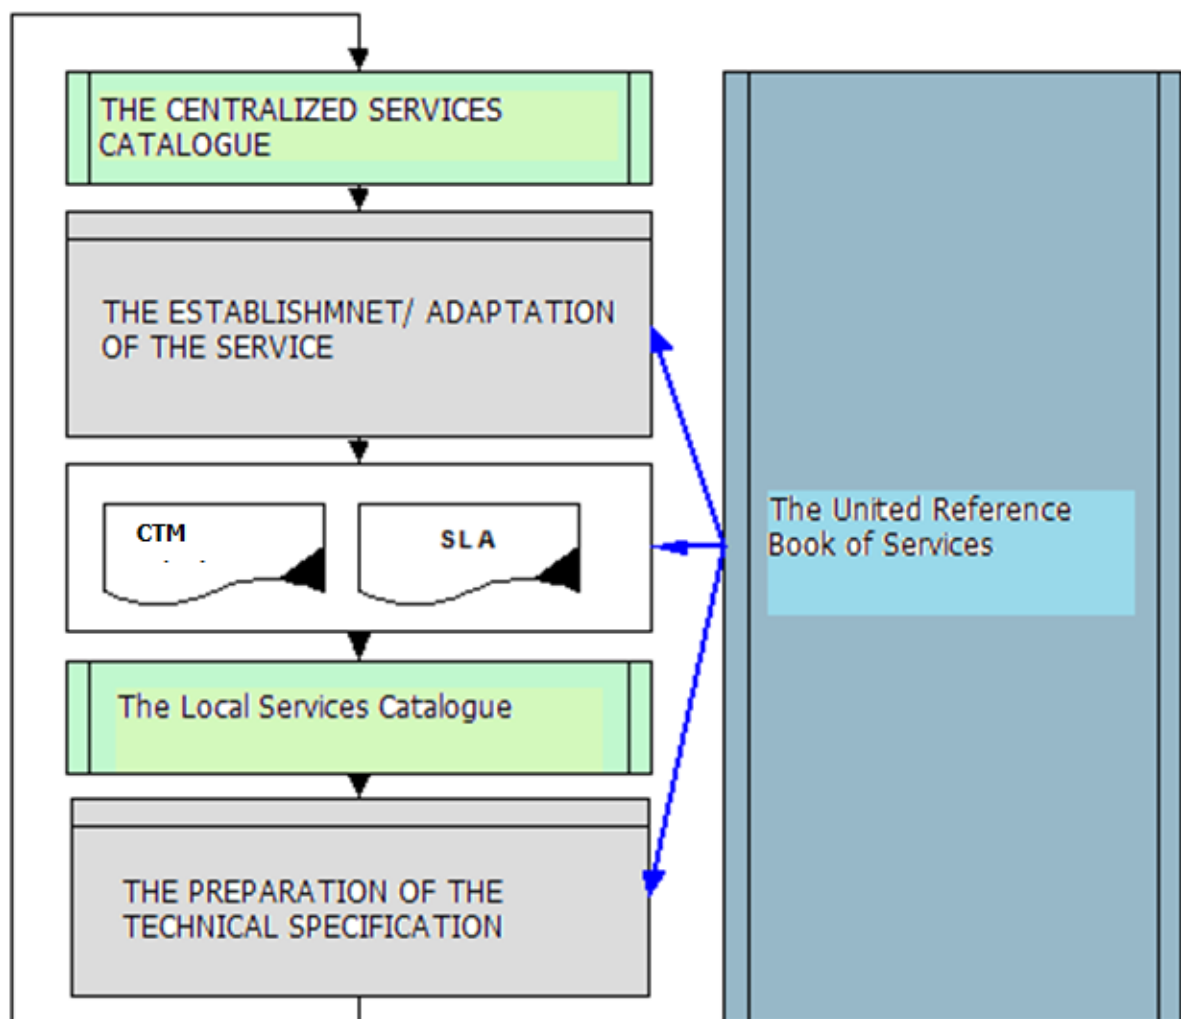 THE CENTRALIZED SERVICES
CATALOGUE
THE ESTABLISHMNET/ ADAPTATION
OF THE SERVICE
CTM
SLA
The Local Services Catalogue
THE PREPARATION OF THE
TECHNICAL SPECIFICATION
The United Reference
Book of Services